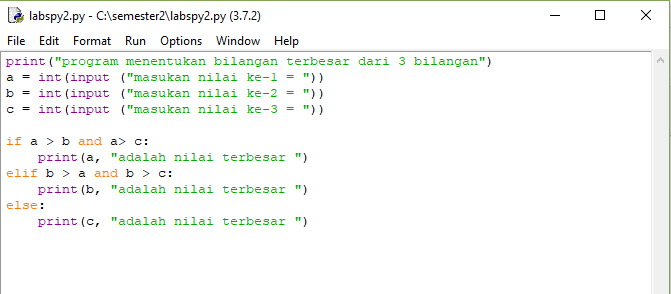 labspy2.py - C:\semester2\labspy2.py (3.7.2)
File Edit Format Run Options Window Help
print("program menentukan bilangan terbesar dari 3 bilangan")
a = int(input ("masukan nilai ke-1 = "))
b = int(input ("masukan nilai ke-2 = "))
c = int(input ("masukan nilai ke-3 = "))
if a > b and a> c:
    print(a, "adalah nilai terbesar ")
elif b > a and b > c:
    print(b, "adalah nilai terbesar ")
else:
    print(c, "adalah nilai terbesar ")